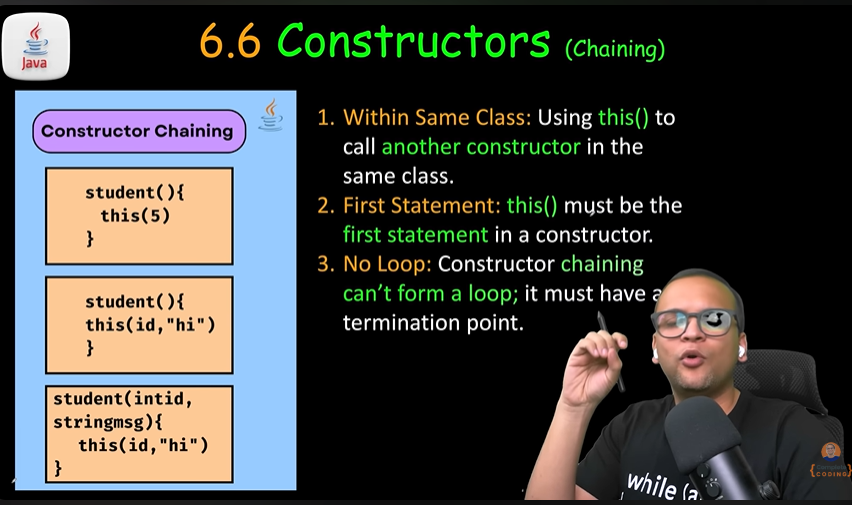 6.6 Constructors (Chaining)
Java
Constructor Chaining
student(){
this(5)
}
student(){
this(id,"hi")
}
student(intid,
stringmsg){
this(id,"hi")
}
1. Within Same Class: Using this() to
call another constructor in the
same class.
2. First Statement: this() must be the
first statement in a constructor.
3. No Loop: Constructor chaining
can't form a loop; it must have a
termination point.
while (a
CODING